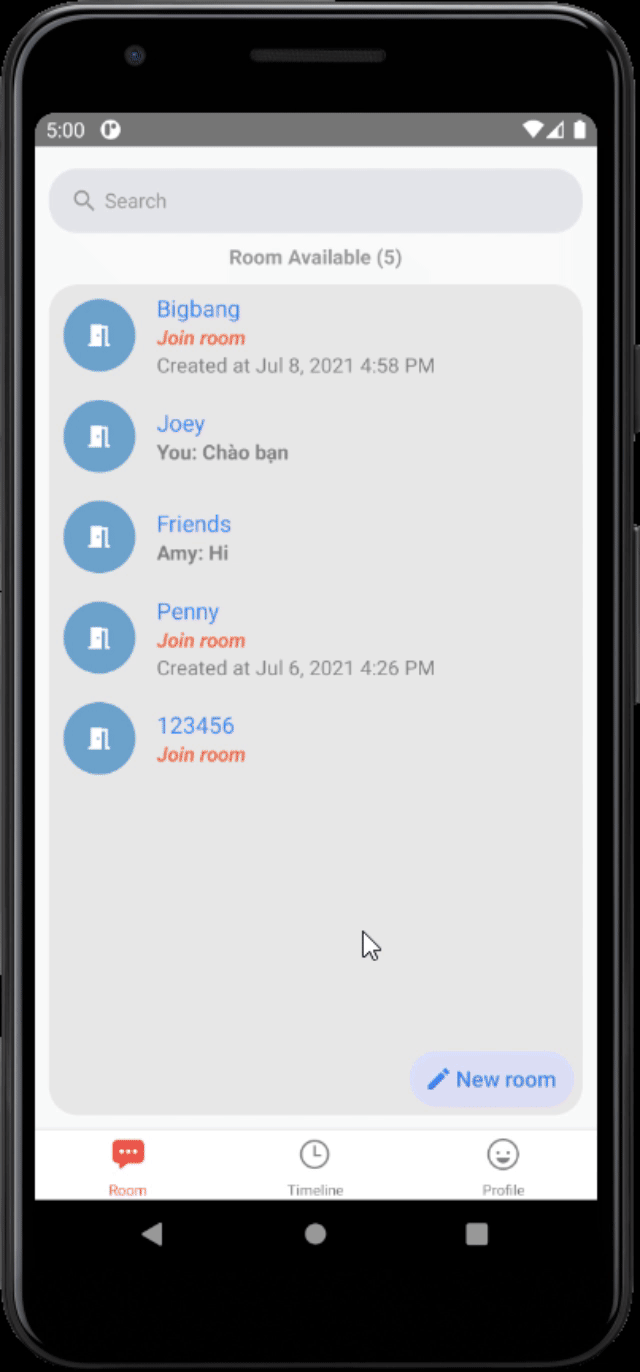 5:00
Search
Room Available (5)
Bigbang
Join room
Created at Jul 8, 2021 4:58 PM
Joey
You: Chào bạn
Friends
Amy: Hi
Penny
Join room
Created at Jul 6, 2021 4:26 PM
123456
Join room
New room
Room
Timeline
Profile